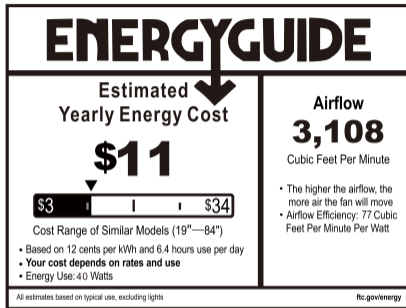 ENERGYGUIDE
Estimated
Yearly Energy Cost
$11
$3
$34
Cost Range of Similar Models (19"—84")
• Based on 12 cents per kWh and 6.4 hours use per day
• Your cost depends on rates and use
• Energy Use: 40 Watts
Airflow
3,108
Cubic Feet Per Minute
• The higher the airflow, the
more air the fan will move
• Airflow Efficiency: 77 Cubic
Feet Per Minute Per Watt
All estimates based on typical use, excluding lights
ftc.gov/energy